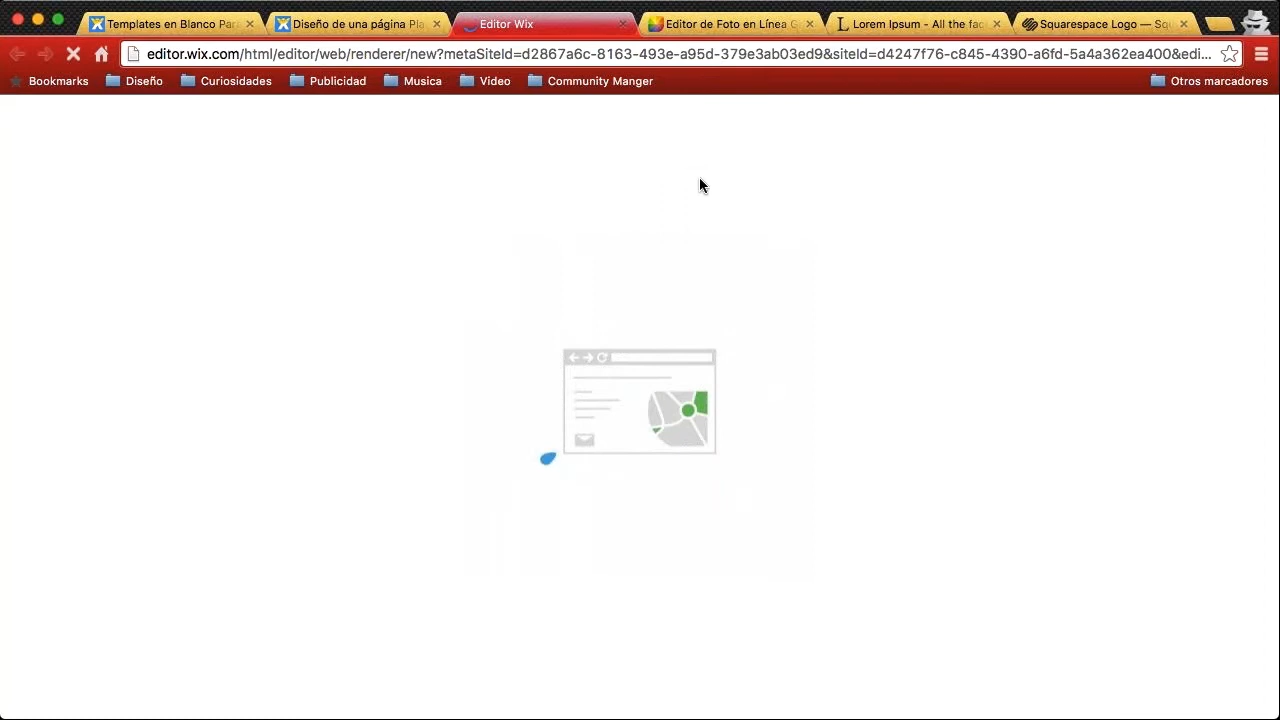 Templates en Blanco Par
Diseño de una página Pla
Editor Wix
Editor de Foto en Línea G
Lorem Ipsum - All the fac
Squarespace Logo — Squ
editor.wix.com/html/editor/web/renderer/new?metaSiteId=d2867a6c-8163-493e-a95d-379e3ab03ed9&siteId=d4247f76-c845-4390-a6fd-5a4a362ea400&edi...
Bookmarks
Diseño
Curiosidades
Publicidad
Musica
Video
Community Manger
Otros marcadores